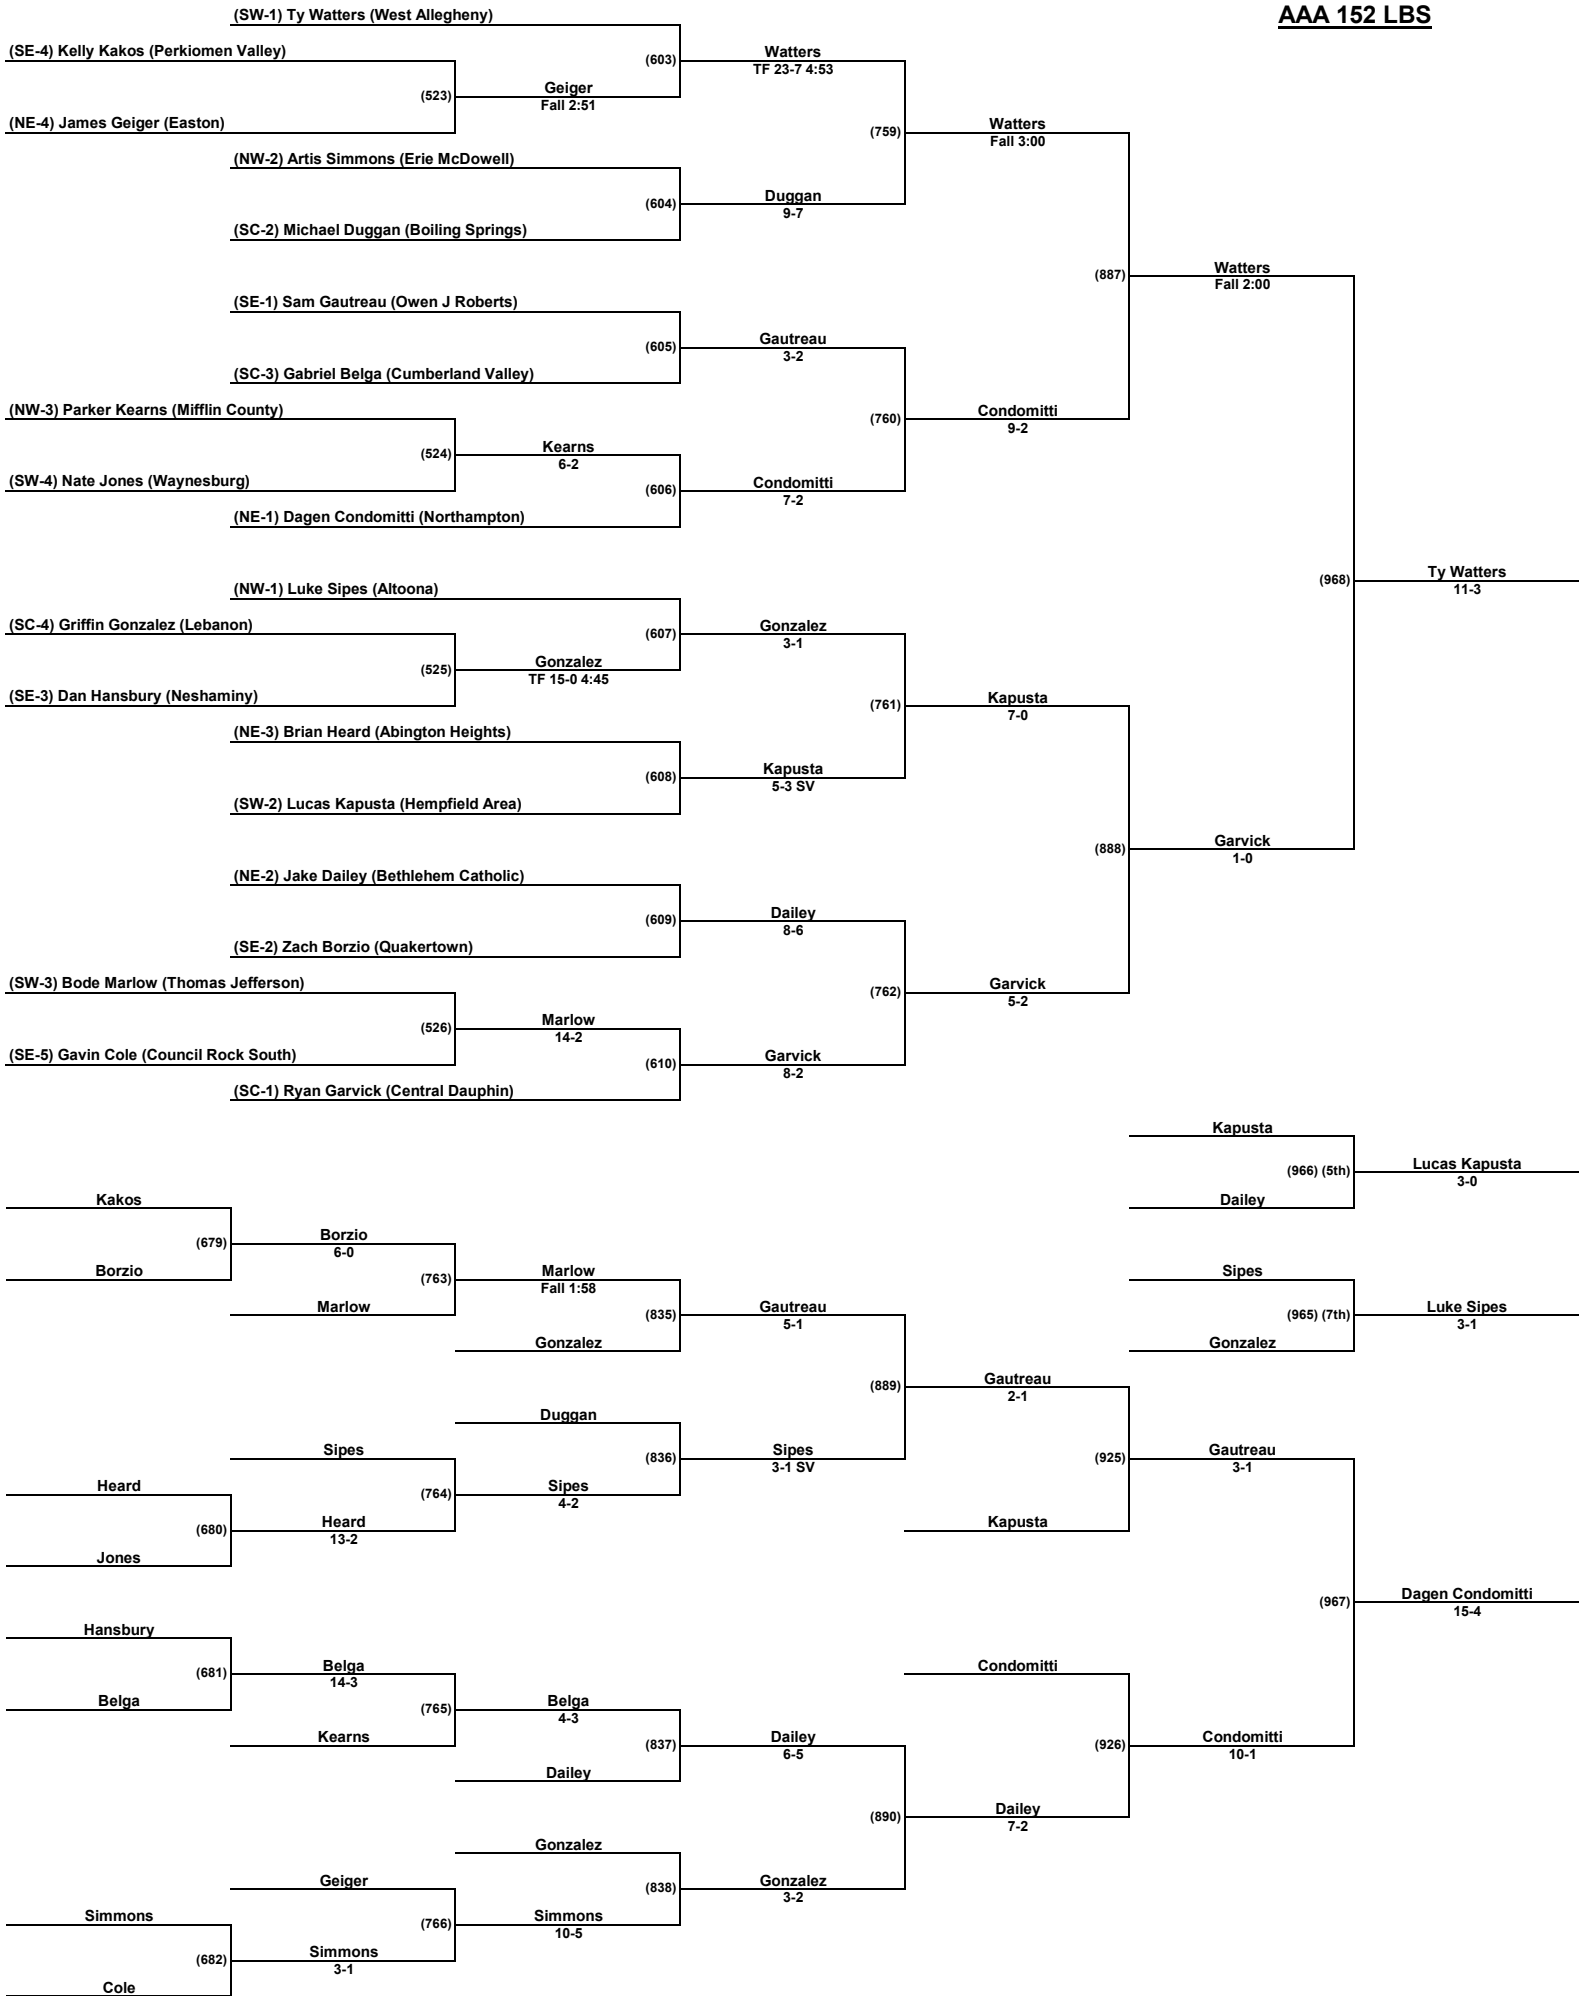 AAA 152 LBS
(SW-1) Ty Watters (West Allegheny)
(SE-4) Kelly Kakos (Perkiomen Valley)
(603)
Watters
TF 23-7 4:53
(523)
Geiger
Fall 2:51
(NE-4) James Geiger (Easton)
(759)
Watters
Fall 3:00
(NW-2) Artis Simmons (Erie McDowell)
(604)
Duggan
9-7
(SC-2) Michael Duggan (Boiling Springs)
(887)
Watters
Fall 2:00
(SE-1) Sam Gautreau (Owen J Roberts)
(605)
Gautreau
3-2
(SC-3) Gabriel Belga (Cumberland Valley)
(NW-3) Parker Kearns (Mifflin County)
(760)
Condomitti
9-2
(524)
Kearns
6-2
(SW-4) Nate Jones (Waynesburg)
(606)
Condomitti
7-2
(NE-1) Dagen Condomitti (Northampton)
(968)
Ty Watters
11-3
(NW-1) Luke Sipes (Altoona)
(SC-4) Griffin Gonzalez (Lebanon)
(607)
Gonzalez
3-1
(525)
Gonzalez
TF 15-0 4:45
(SE-3) Dan Hansbury (Neshaminy)
(761)
Kapusta
7-0
(NE-3) Brian Heard (Abington Heights)
(608)
Kapusta
5-3 SV
(SW-2) Lucas Kapusta (Hempfield Area)
(888)
Garvick
1-0
(NE-2) Jake Dailey (Bethlehem Catholic)
(609)
Dailey
8-6
(SE-2) Zach Borzio (Quakertown)
(SW-3) Bode Marlow (Thomas Jefferson)
(762)
Garvick
5-2
(526)
Marlow
14-2
(SE-5) Gavin Cole (Council Rock South)
(610)
Garvick
8-2
(SC-1) Ryan Garvick (Central Dauphin)
Kapusta
(966) (5th)
Lucas Kapusta
3-0
Dailey
Kakos
(679)
Borzio
6-0
Borzio
(763)
Marlow
Fall 1:58
Marlow
(835)
Gautreau
5-1
Gonzalez
Sipes
(965) (7th)
Luke Sipes
3-1
Gonzalez
(889)
Gautreau
2-1
Duggan
Sipes
(836)
Sipes
3-1 SV
Heard
(764)
Sipes
4-2
(680)
Heard
13-2
Jones
(925)
Gautreau
3-1
Kapusta
(967)
Dagen Condomitti
15-4
Hansbury
(681)
Belga
14-3
Belga
(765)
Belga
4-3
Kearns
(837)
Dailey
6-5
Dailey
Condomitti
(926)
Condomitti
10-1
(890)
Dailey
7-2
Gonzalez
Geiger
(838)
Gonzalez
3-2
Simmons
(766)
Simmons
10-5
(682)
Simmons
3-1
Cole